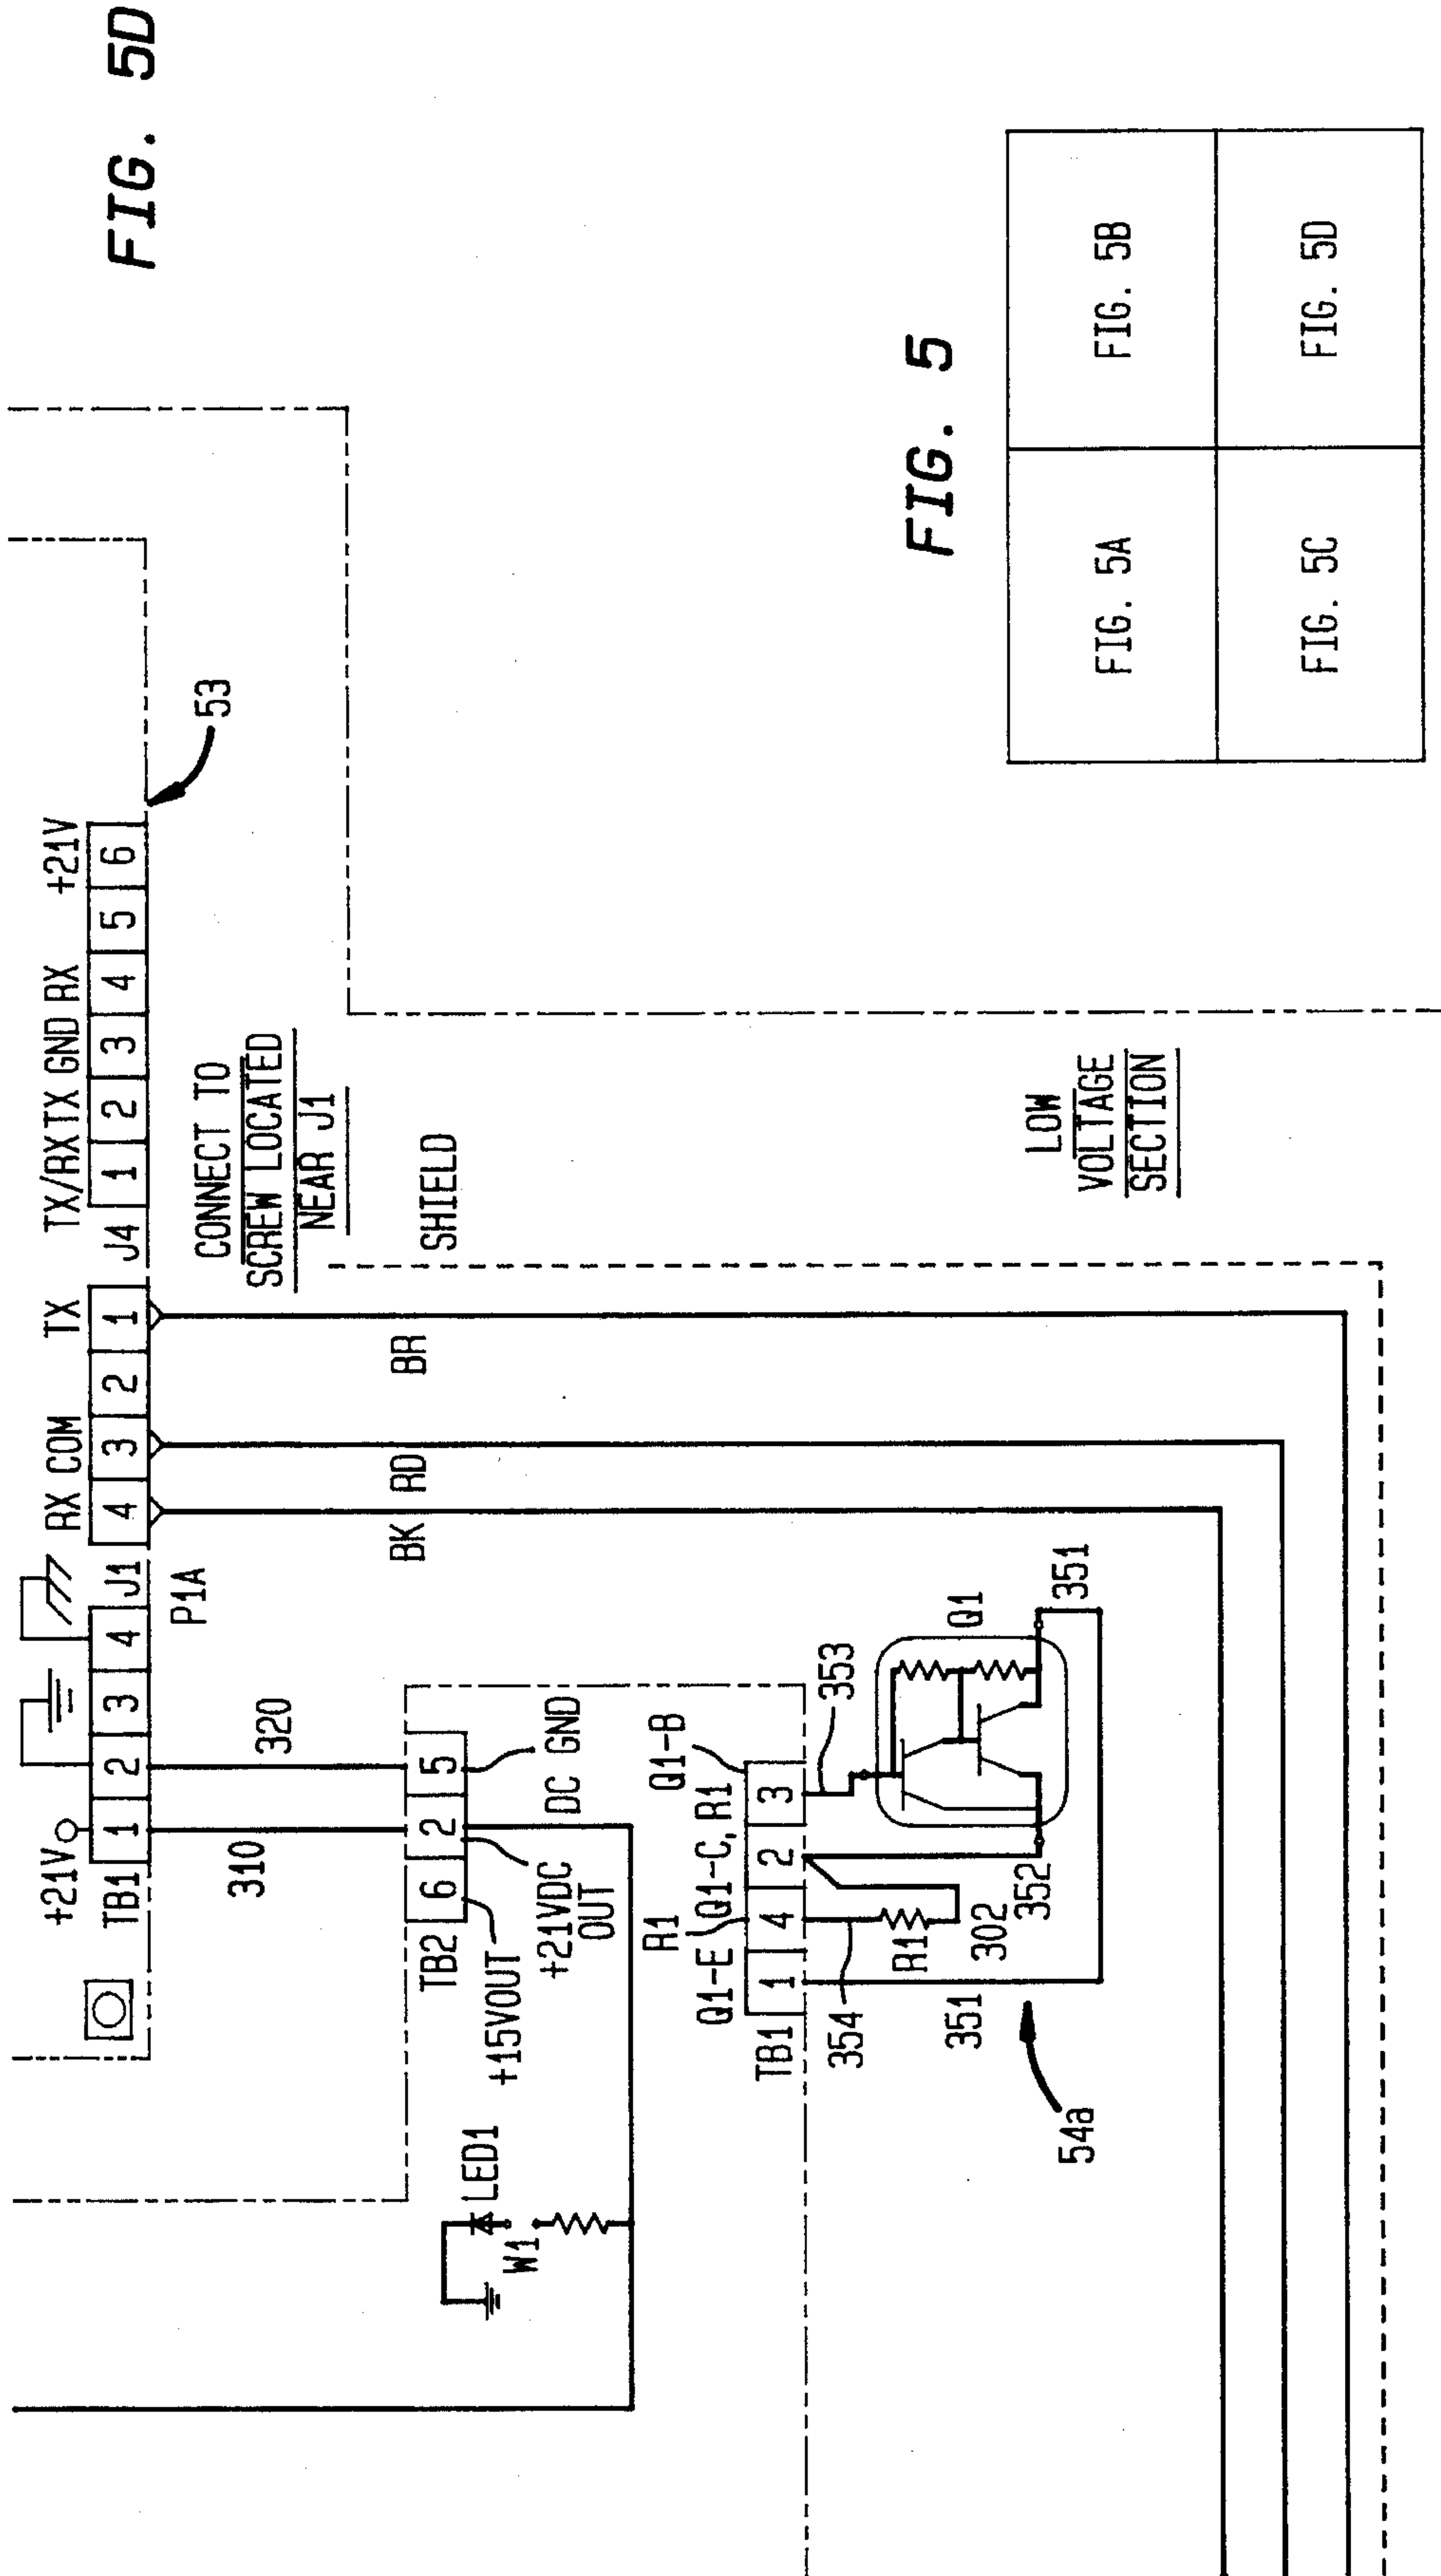 FIG. 5D
+21V
TB1
1
2
3
4
J1
RX
COM
TX
4
3
2
1
J4
TX/RX
TX
GND
RX
+21V
1
2
3
4
5
6
53
P1A
CONNECT TO
SCREW LOCATED
NEAR J1
310
320
BK
RD
BR
SHIELD
TB2
6
2
5
+15VOUT
+21VDC
OUT
DC GND
LED1
W1
Q1-E
R1
Q1-C, R1
Q1-B
TB1
1
4
2
3
354
353
R1
Q1
351
302
352
351
54a
LOW
VOLTAGE
SECTION
FIG. 5
FIG. 5A
FIG. 5B
FIG. 5C
FIG. 5D